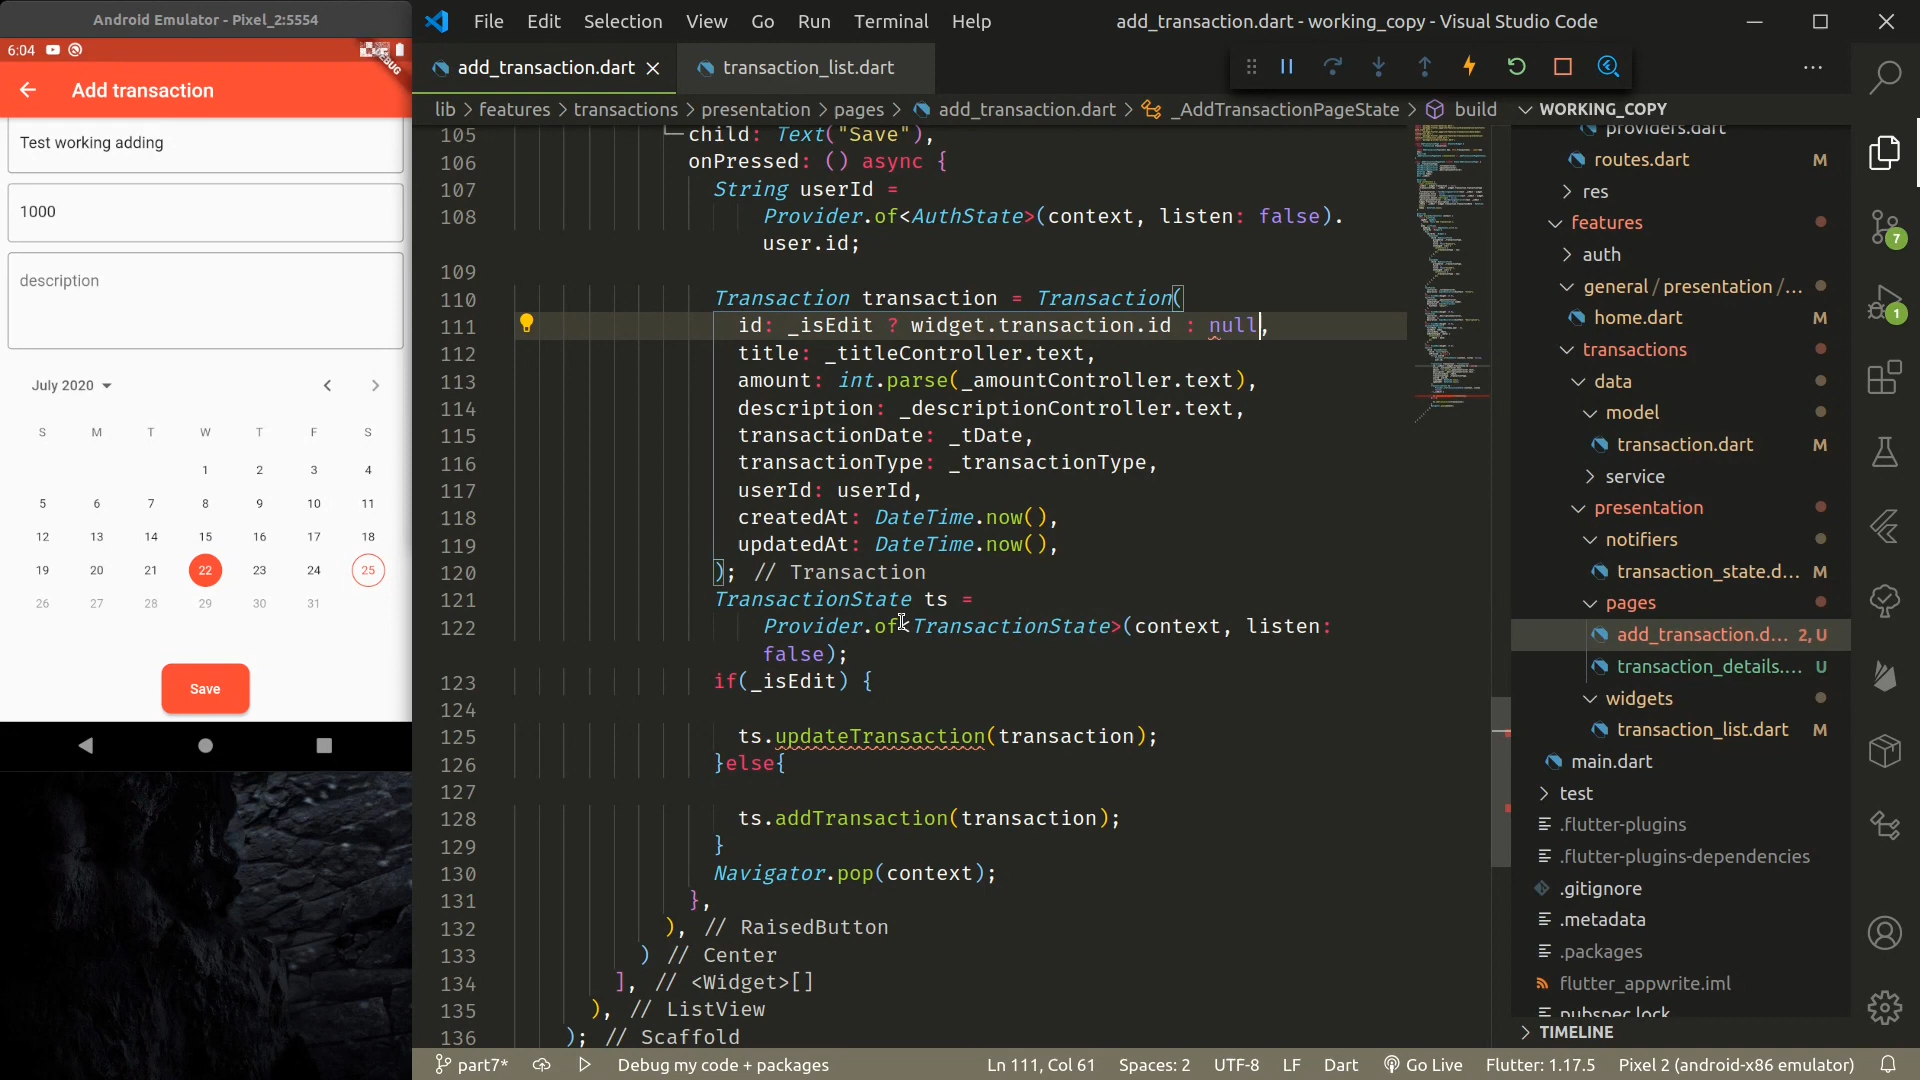 Android Emulator - Pixel_2:5554
6:04
DEBUG
Add transaction
Test working adding
1000
description
July 2020
S M T W T F S
1 2 3 4
5 6 7 8 9 10 11
12 13 14 15 16 17 18
19 20 21 22 23 24 25
26 27 28 29 30 31
Save
File Edit Selection View Go Run Terminal Help
add_transaction.dart - working_copy - Visual Studio Code
add_transaction.dart
transaction_list.dart
lib > features > transactions > presentation > pages > add_transaction.dart > _AddTransactionPageState > build
105 child: Text("Save"),
106 onPressed: () async {
107 String userId =
108 Provider.of<AuthState>(context, listen: false).
user.id;
109
110 Transaction transaction = Transaction(
111 id: _isEdit ? widget.transaction.id : null,
112 title: _titleController.text,
113 amount: int.parse(_amountController.text),
114 description: _descriptionController.text,
115 transactionDate: _tDate,
116 transactionType: _transactionType,
117 userId: userId,
118 createdAt: DateTime.now(),
119 updatedAt: DateTime.now(),
120 ); // Transaction
121 TransactionState ts =
122 Provider.of<TransactionState>(context, listen:
false);
123 if(_isEdit) {
124
125 ts.updateTransaction(transaction);
126 }else{
127
128 ts.addTransaction(transaction);
129 }
130 Navigator.pop(context);
131 },
132 ), // RaisedButton
133 ) // Center
134 ], // <Widget>[]
135 ), // ListView
136 ); // Scaffold
WORKING_COPY
providers.dart
routes.dart M
res
features
auth
general / presentation / ...
home.dart M
transactions
data
model
transaction.dart M
service
presentation
notifiers
transaction_state.d... M
pages
add_transaction.d... 2, U
transaction_details.... U
widgets
transaction_list.dart M
main.dart
test
.flutter-plugins
.flutter-plugins-dependencies
.gitignore
.metadata
.packages
flutter_appwrite.iml
pubspec.lock
TIMELINE
7
1
part7* Debug my code + packages Ln 111, Col 61 Spaces: 2 UTF-8 LF Dart Go Live Flutter: 1.17.5 Pixel 2 (android-x86 emulator)